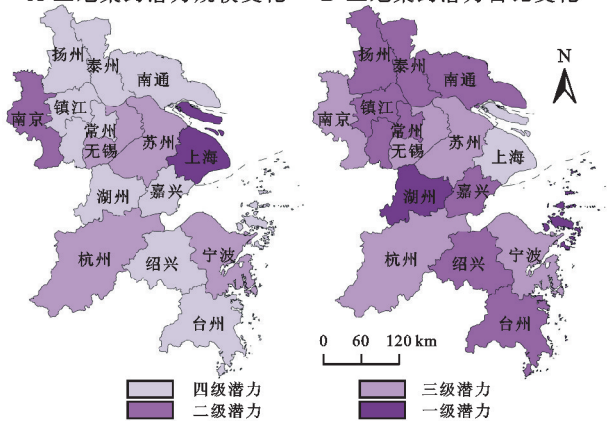 扬州
泰州
南通
南京
镇江
常州
无锡
苏州
上海
湖州
嘉兴
杭州
绍兴
宁波
台州
扬州
泰州
南通
南京
镇江
常州
无锡
苏州
上海
湖州
嘉兴
杭州
绍兴
宁波
台州
N
0 60 120 km
四级潜力 三级潜力
二级潜力 一级潜力